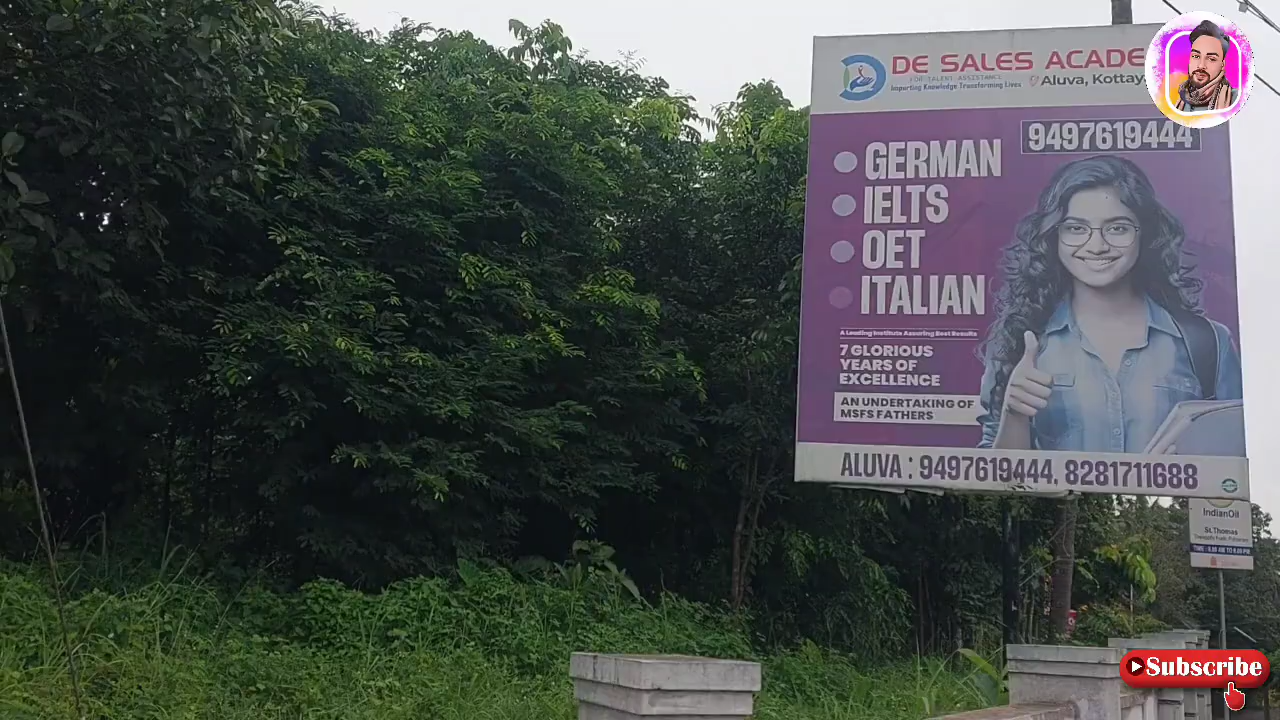 DE SALES ACADE
FOR TALENT ASSISTANCE
Imparting Knowledge Transforming Lives
Aluva, Kottay
9497619444
GERMAN
IELTS
OET
ITALIAN
A Leading Institute Assuring Best Results
7 GLORIOUS
YEARS OF
EXCELLENCE
AN UNDERTAKING OF
MSFS FATHERS
ALUVA : 9497619444, 8281711688
IndianOil
St.Thomas
Subscribe